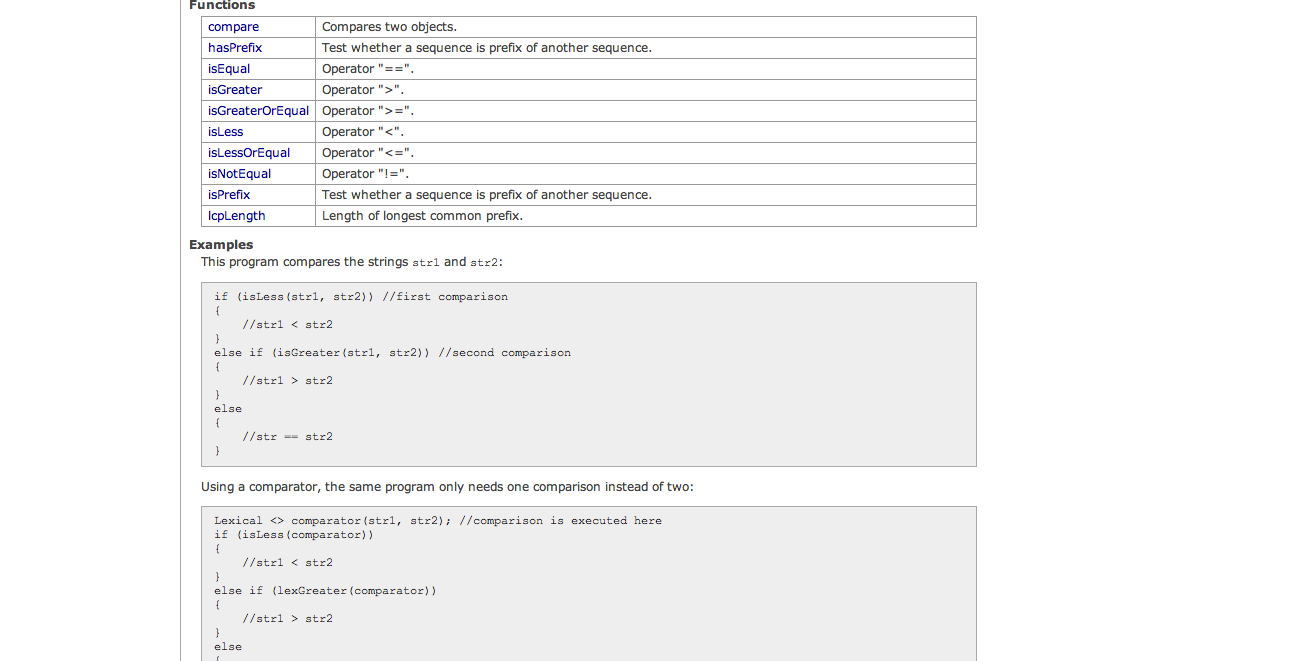 Functions
compare Compares two objects.
hasPrefix Test whether a sequence is prefix of another sequence.
isEqual Operator "==".
isGreater Operator ">".
isGreaterOrEqual Operator ">=".
isLess Operator "<".
isLessOrEqual Operator "<=".
isNotEqual Operator "!=".
isPrefix Test whether a sequence is prefix of another sequence.
lcpLength Length of longest common prefix.
Examples
This program compares the strings str1 and str2:
if (isLess(str1, str2)) //first comparison
{
    //str1 < str2
}
else if (isGreater(str1, str2)) //second comparison
{
    //str1 > str2
}
else
{
    //str == str2
}
Using a comparator, the same program only needs one comparison instead of two:
Lexical <> comparator(str1, str2); //comparison is executed here
if (isLess(comparator))
{
    //str1 < str2
}
else if (lexGreater(comparator))
{
    //str1 > str2
}
else
{